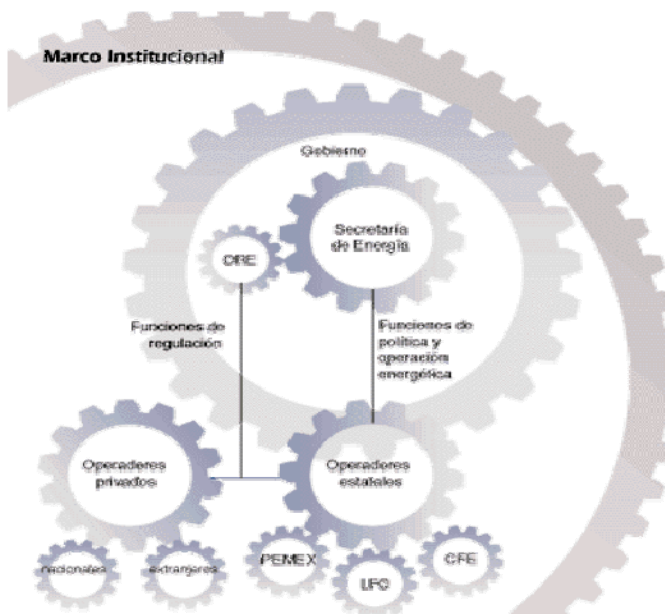 Marco Institucional
Gobierno
Secretaría
de Energía
CRE
Funciones de
regulación
Funciones de
política y
operación
energética
Operadores
privados
Operadores
estatales
nacionales
extranjeros
PEMEX
LFC
CFE